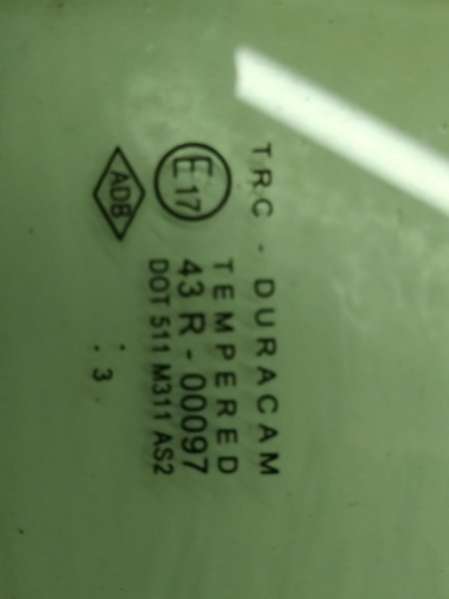 TRC - DURACAM
TEMPERED
E 17
43 R - 00097
DOT 511 M311 AS2
ADB
: 3